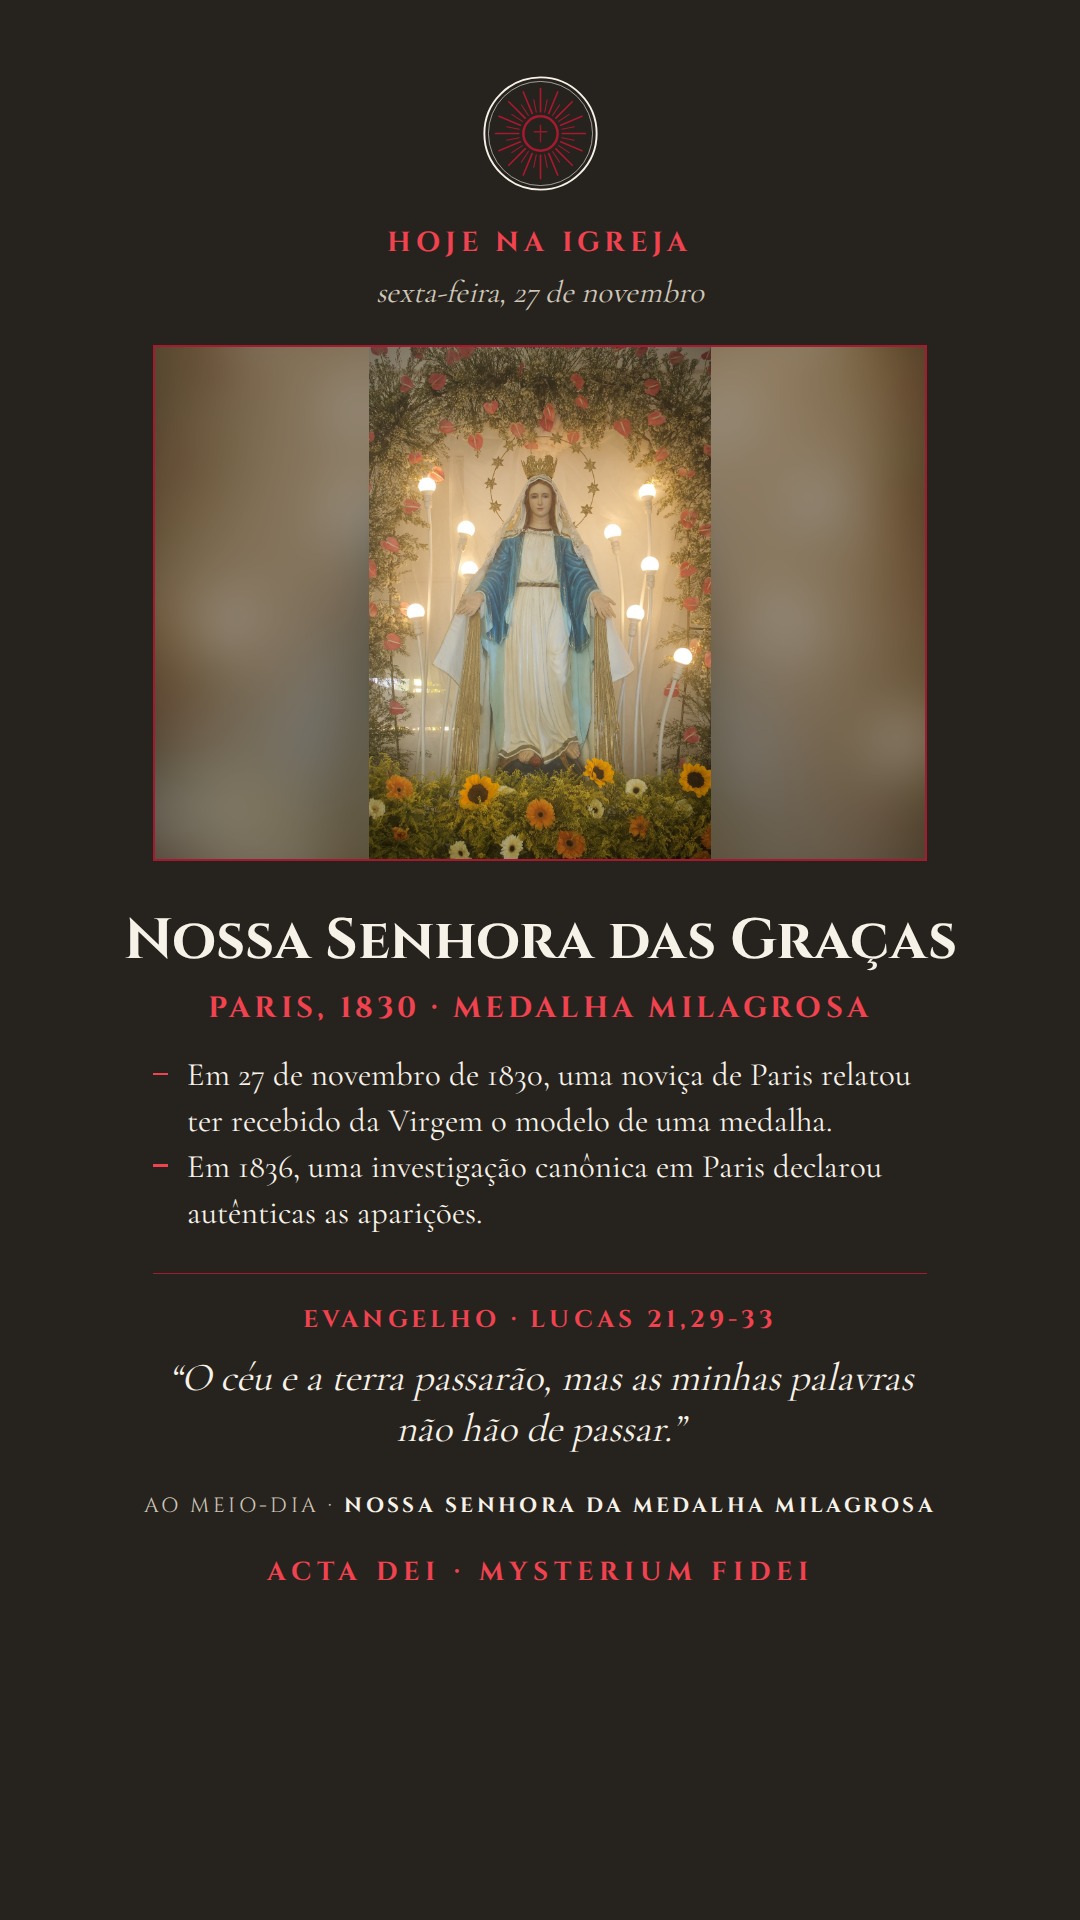 HOJE NA IGREJA
sexta-feira, 27 de novembro
NOSSA SENHORA DAS GRAÇAS
PARIS, 1830 · MEDALHA MILAGROSA
– Em 27 de novembro de 1830, uma noviça de Paris relatou
ter recebido da Virgem o modelo de uma medalha.
– Em 1836, uma investigação canônica em Paris declarou
autênticas as aparições.
EVANGELHO · LUCAS 21,29-33
“O céu e a terra passarão, mas as minhas palavras
não hão de passar.”
AO MEIO-DIA · NOSSA SENHORA DA MEDALHA MILAGROSA
ACTA DEI · MYSTERIUM FIDEI